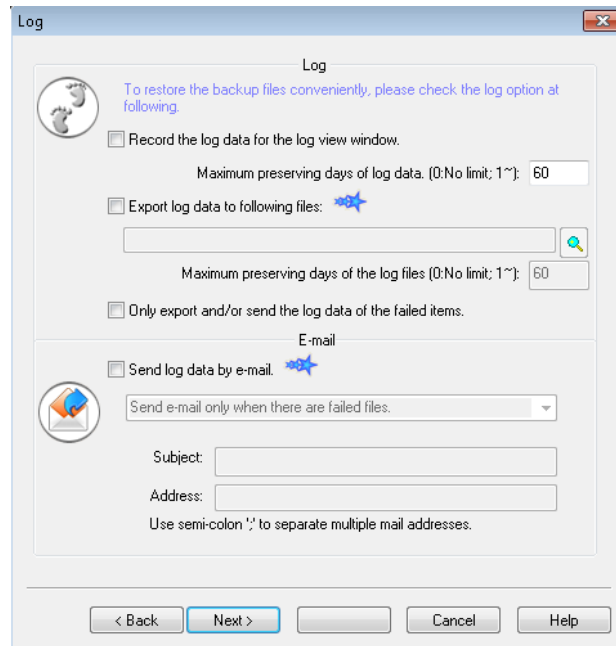 Log
Log
To restore the backup files conveniently, please check the log option at
following.
Record the log data for the log view window.
Maximum preserving days of log data. (0:No limit; 1~): 60
Export log data to following files:
Maximum preserving days of the log files (0:No limit; 1~): 60
Only export and/or send the log data of the failed items.
E-mail
Send log data by e-mail.
Send e-mail only when there are failed files.
Subject:
Address:
Use semi-colon ';' to separate multiple mail addresses.
< Back Next > Cancel Help